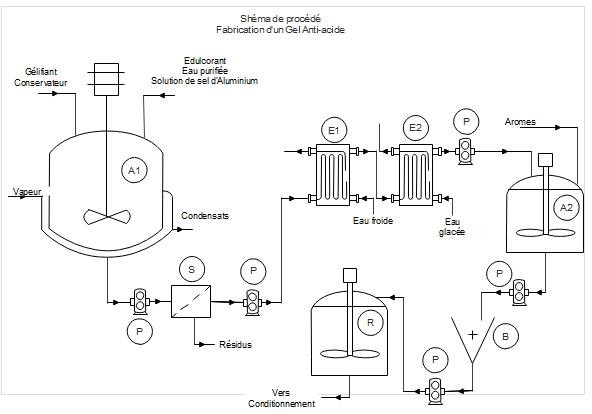 Shéma de procédé
Fabrication d'un Gel Anti-acide
Gélifiant
Conservateur
Edulcorant
Eau purifiée
Solution de sel d'Aluminium
A1
Vapeur
Condensats
E1
E2
P
Aromes
Eau froide
Eau
glacée
A2
S
P
P
Résidus
P
R
B
P
Vers
Conditionnement